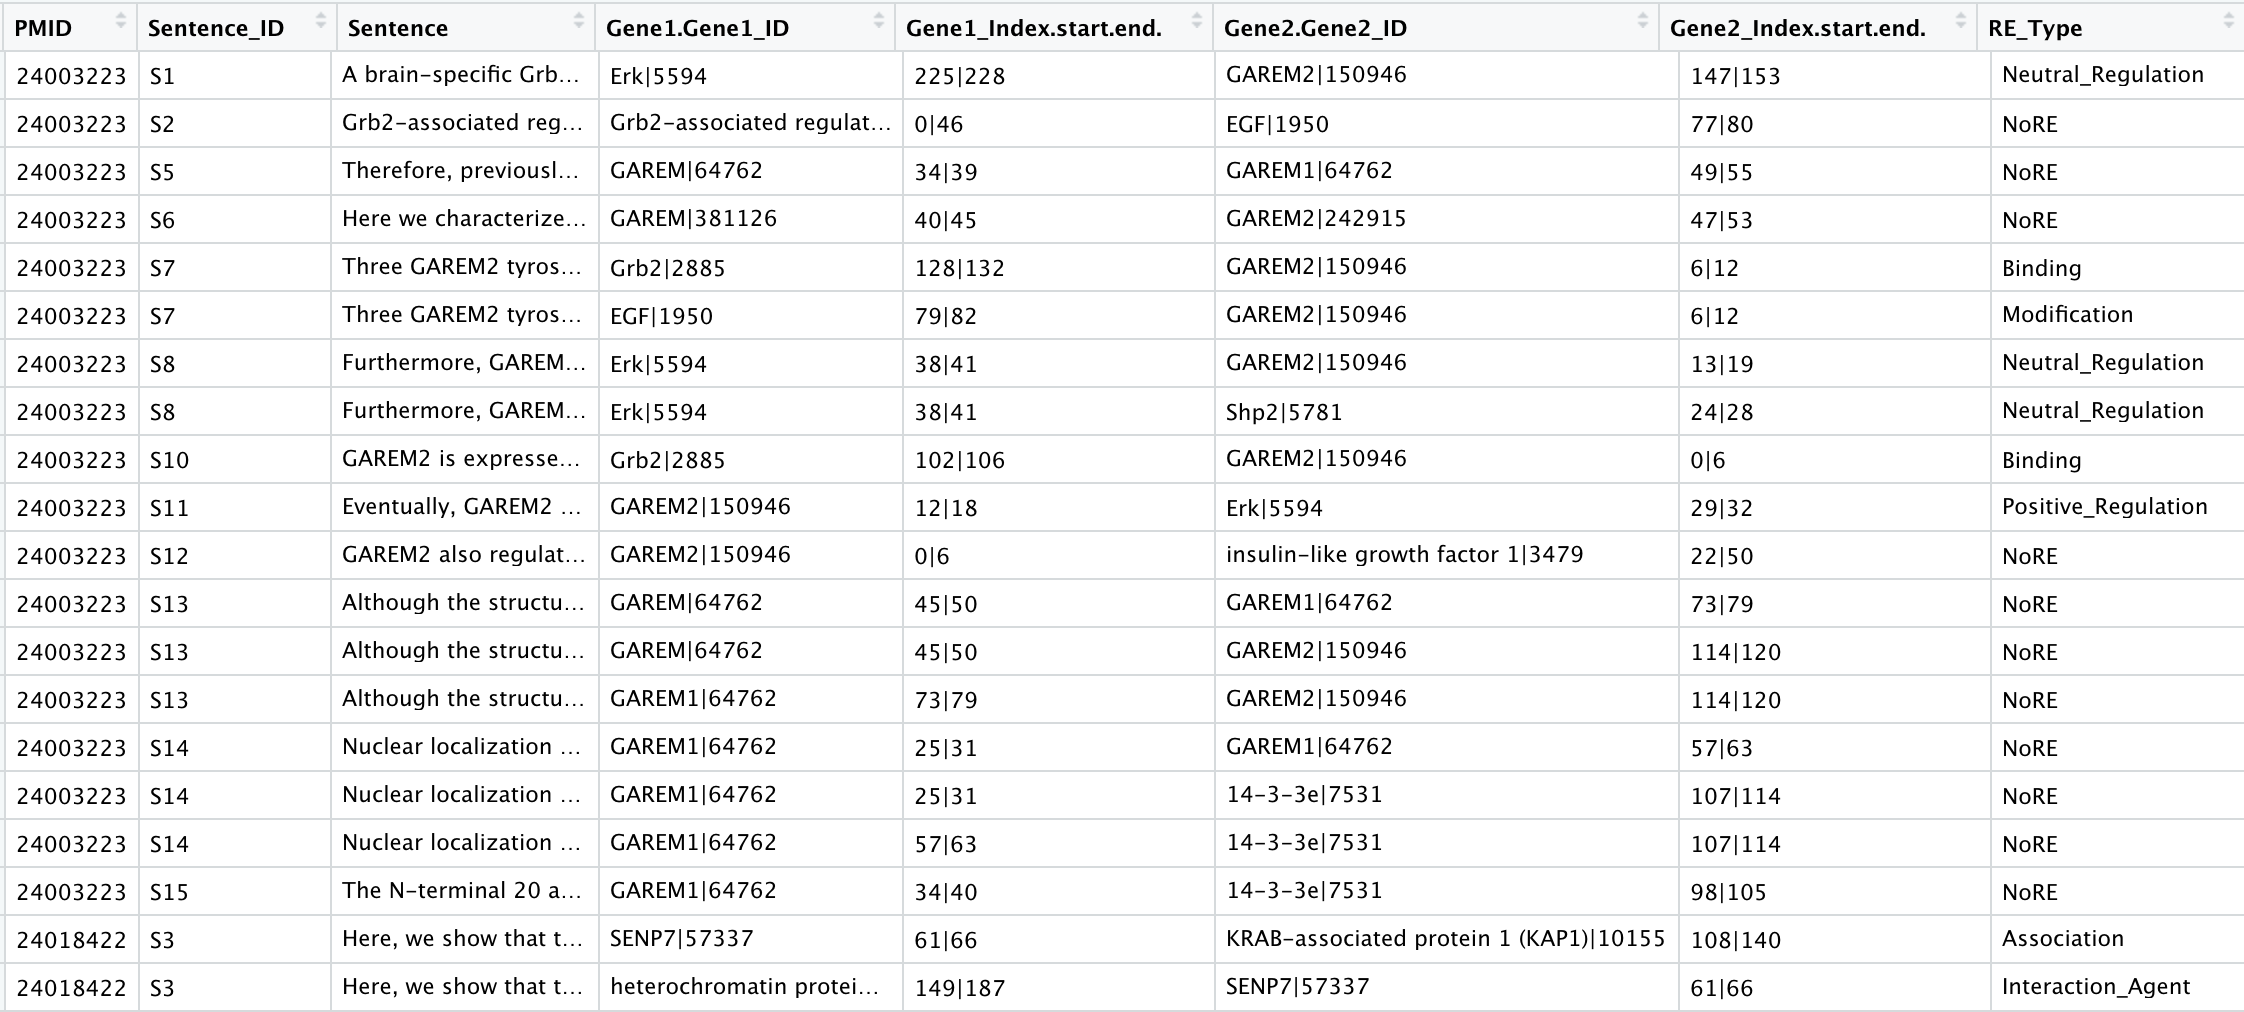 PMID Sentence_ID Sentence Gene1.Gene1_ID Gene1_Index.start.end. Gene2.Gene2_ID Gene2_Index.start.end. RE_Type
24003223 S1 A brain-specific Grb... Erk|5594 225|228 GAREM2|150946 147|153 Neutral_Regulation
24003223 S2 Grb2-associated reg... Grb2-associated regulat... 0|46 EGF|1950 77|80 NoRE
24003223 S5 Therefore, previousl... GAREM|64762 34|39 GAREM1|64762 49|55 NoRE
24003223 S6 Here we characterize... GAREM|381126 40|45 GAREM2|242915 47|53 NoRE
24003223 S7 Three GAREM2 tyros... Grb2|2885 128|132 GAREM2|150946 6|12 Binding
24003223 S7 Three GAREM2 tyros... EGF|1950 79|82 GAREM2|150946 6|12 Modification
24003223 S8 Furthermore, GAREM... Erk|5594 38|41 GAREM2|150946 13|19 Neutral_Regulation
24003223 S8 Furthermore, GAREM... Erk|5594 38|41 Shp2|5781 24|28 Neutral_Regulation
24003223 S10 GAREM2 is expresse... Grb2|2885 102|106 GAREM2|150946 0|6 Binding
24003223 S11 Eventually, GAREM2 ... GAREM2|150946 12|18 Erk|5594 29|32 Positive_Regulation
24003223 S12 GAREM2 also regulat... GAREM2|150946 0|6 insulin-like growth factor 1|3479 22|50 NoRE
24003223 S13 Although the structu... GAREM|64762 45|50 GAREM1|64762 73|79 NoRE
24003223 S13 Although the structu... GAREM|64762 45|50 GAREM2|150946 114|120 NoRE
24003223 S13 Although the structu... GAREM1|64762 73|79 GAREM2|150946 114|120 NoRE
24003223 S14 Nuclear localization ... GAREM1|64762 25|31 GAREM1|64762 57|63 NoRE
24003223 S14 Nuclear localization ... GAREM1|64762 25|31 14-3-3e|7531 107|114 NoRE
24003223 S14 Nuclear localization ... GAREM1|64762 57|63 14-3-3e|7531 107|114 NoRE
24003223 S15 The N-terminal 20 a... GAREM1|64762 34|40 14-3-3e|7531 98|105 NoRE
24018422 S3 Here, we show that t... SENP7|57337 61|66 KRAB-associated protein 1 (KAP1)|10155 108|140 Association
24018422 S3 Here, we show that t... heterochromatin protei... 149|187 SENP7|57337 61|66 Interaction_Agent